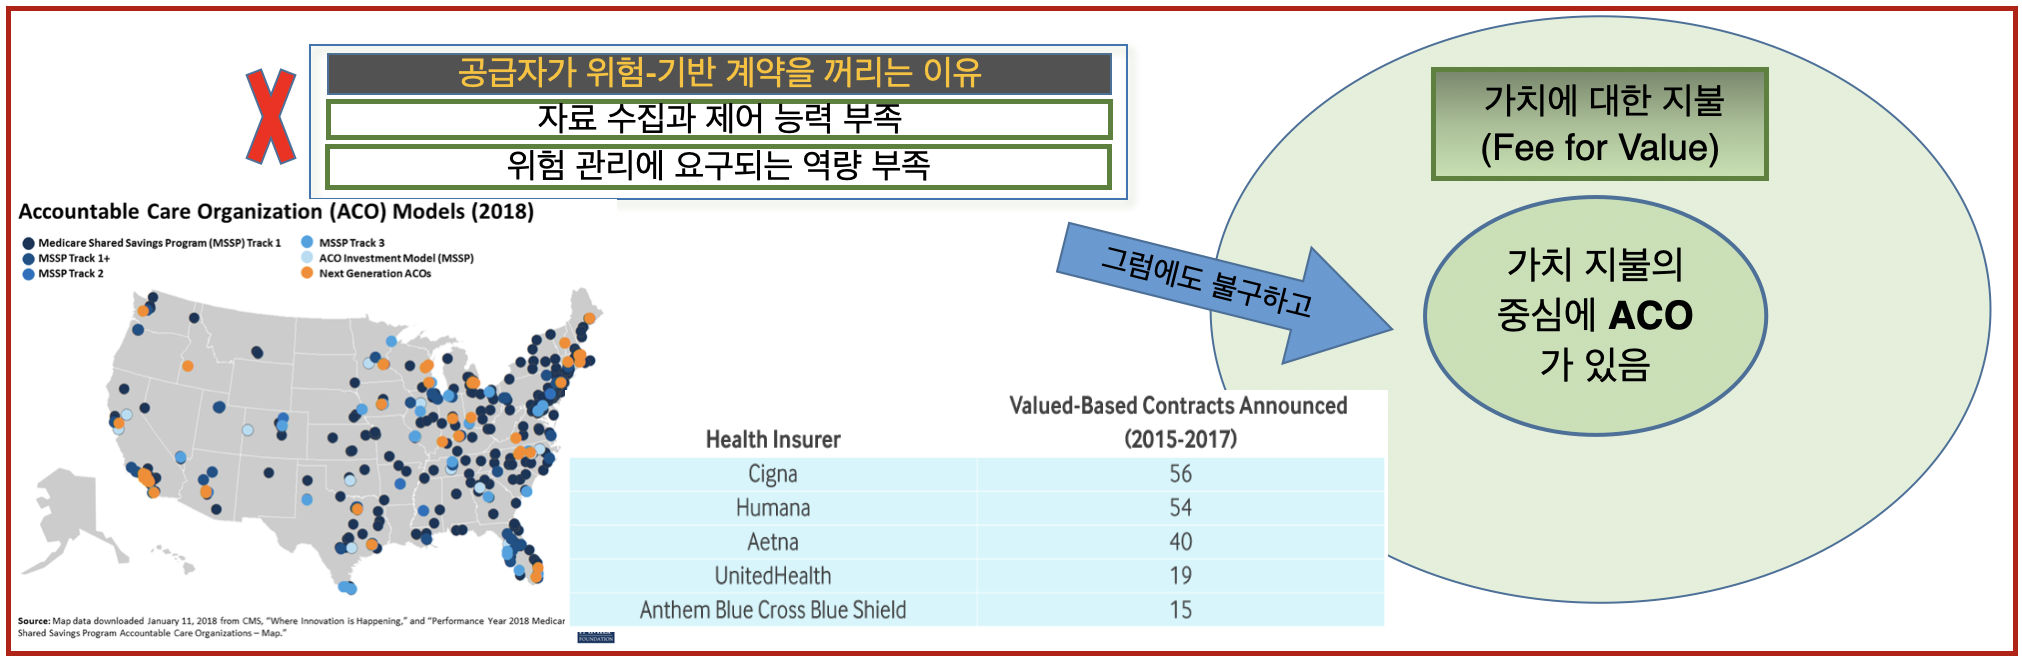 공급자가 위험-기반 계약을 꺼리는 이유
자료 수집과 제어 능력 부족
위험 관리에 요구되는 역량 부족
가치에 대한 지불
(Fee for Value)
그럼에도 불구하고
가치 지불의
중심에 ACO
가 있음
Accountable Care Organization (ACO) Models (2018)
Medicare Shared Savings Program (MSSP) Track 1
MSSP Track 1+
MSSP Track 2
MSSP Track 3
ACO Investment Model (MSSP)
Next Generation ACOs
Health Insurer
Valued-Based Contracts Announced
(2015-2017)
Cigna 56
Humana 54
Aetna 40
UnitedHealth 19
Anthem Blue Cross Blue Shield 15
Source: Map data downloaded January 11, 2018 from CMS, "Where Innovation is Happening," and "Performance Year 2018 Medicar
Shared Savings Program Accountable Care Organizations – Map."
FOUNDATION